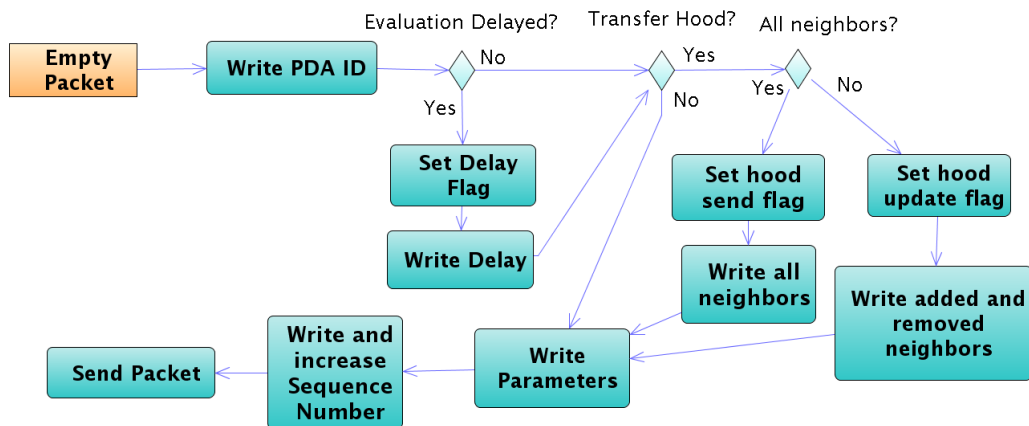 Evaluation Delayed?
Transfer Hood?
All neighbors?
Empty
Packet
Write PDA ID
No
Yes
Yes
No
Yes
No
Set Delay
Flag
Set hood
send flag
Set hood
update flag
Write Delay
Write all
neighbors
Write added and
removed
neighbors
Write
Parameters
Write and
increase
Sequence
Number
Send Packet